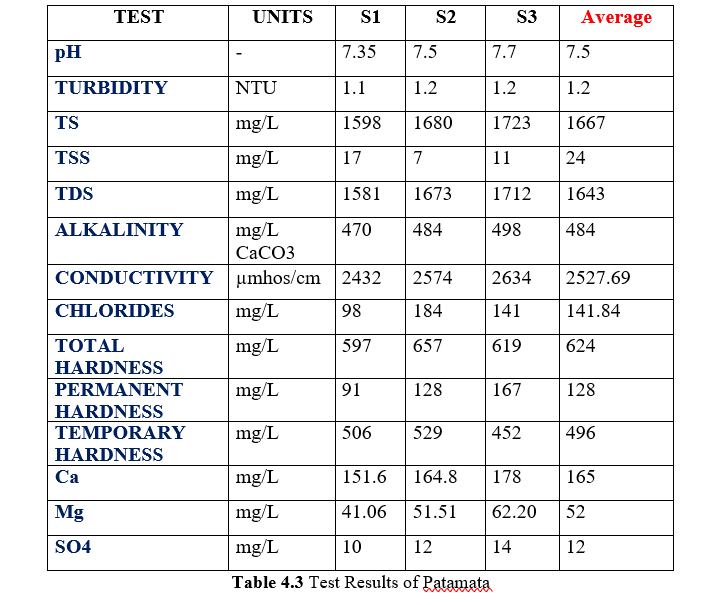 TEST UNITS S1 S2 S3 Average
pH - 7.35 7.5 7.7 7.5
TURBIDITY NTU 1.1 1.2 1.2 1.2
TS mg/L 1598 1680 1723 1667
TSS mg/L 17 7 11 24
TDS mg/L 1581 1673 1712 1643
ALKALINITY mg/L 470 484 498 484
CaCO3
CONDUCTIVITY µmhos/cm 2432 2574 2634 2527.69
CHLORIDES mg/L 98 184 141 141.84
TOTAL mg/L 597 657 619 624
HARDNESS
PERMANENT mg/L 91 128 167 128
HARDNESS
TEMPORARY mg/L 506 529 452 496
HARDNESS
Ca mg/L 151.6 164.8 178 165
Mg mg/L 41.06 51.51 62.20 52
SO4 mg/L 10 12 14 12
Table 4.3 Test Results of Patamata